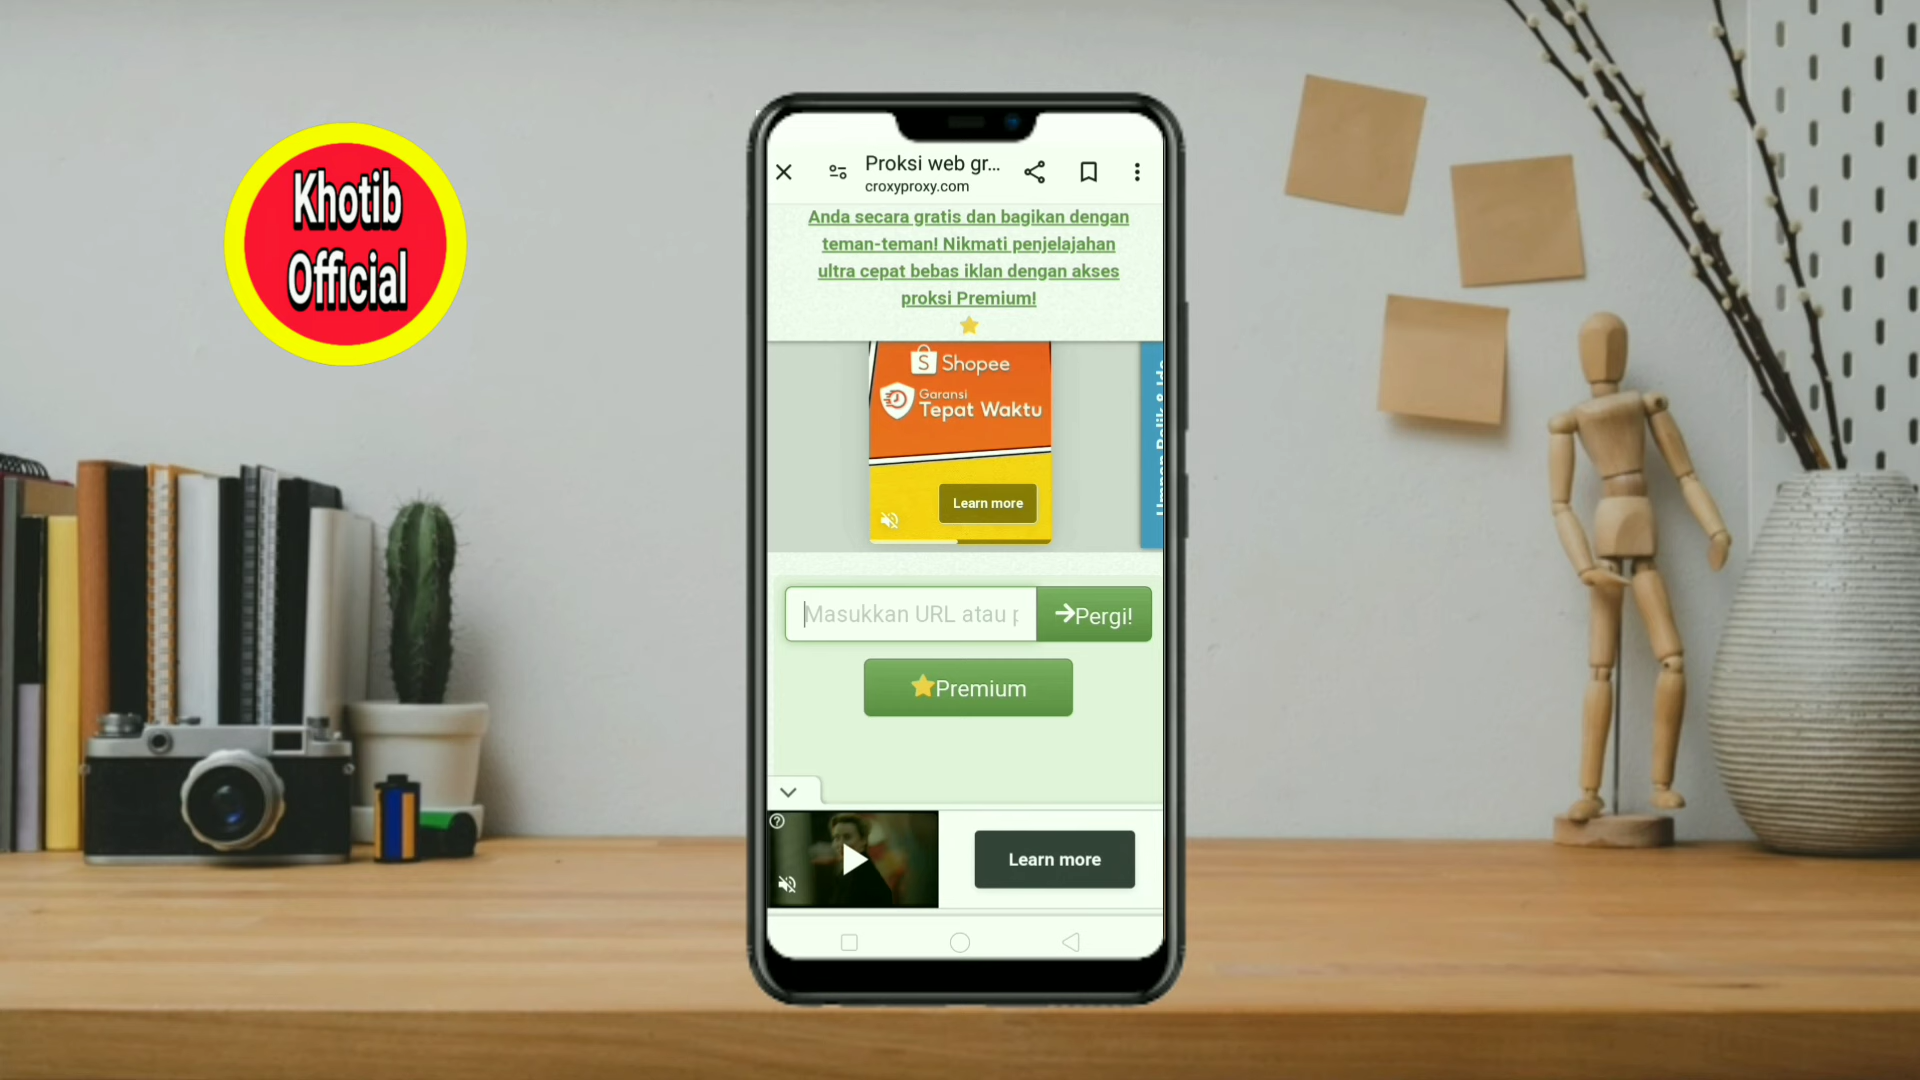 Khotib
Official
Proksi web gr...
croxyproxy.com
Anda secara gratis dan bagikan dengan
teman-teman! Nikmati penjelajahan
ultra cepat bebas iklan dengan akses
proksi Premium!
S Shopee
Garansi
Tepat Waktu
Learn more
Masukkan URL atau
Pergi!
Premium
Learn more